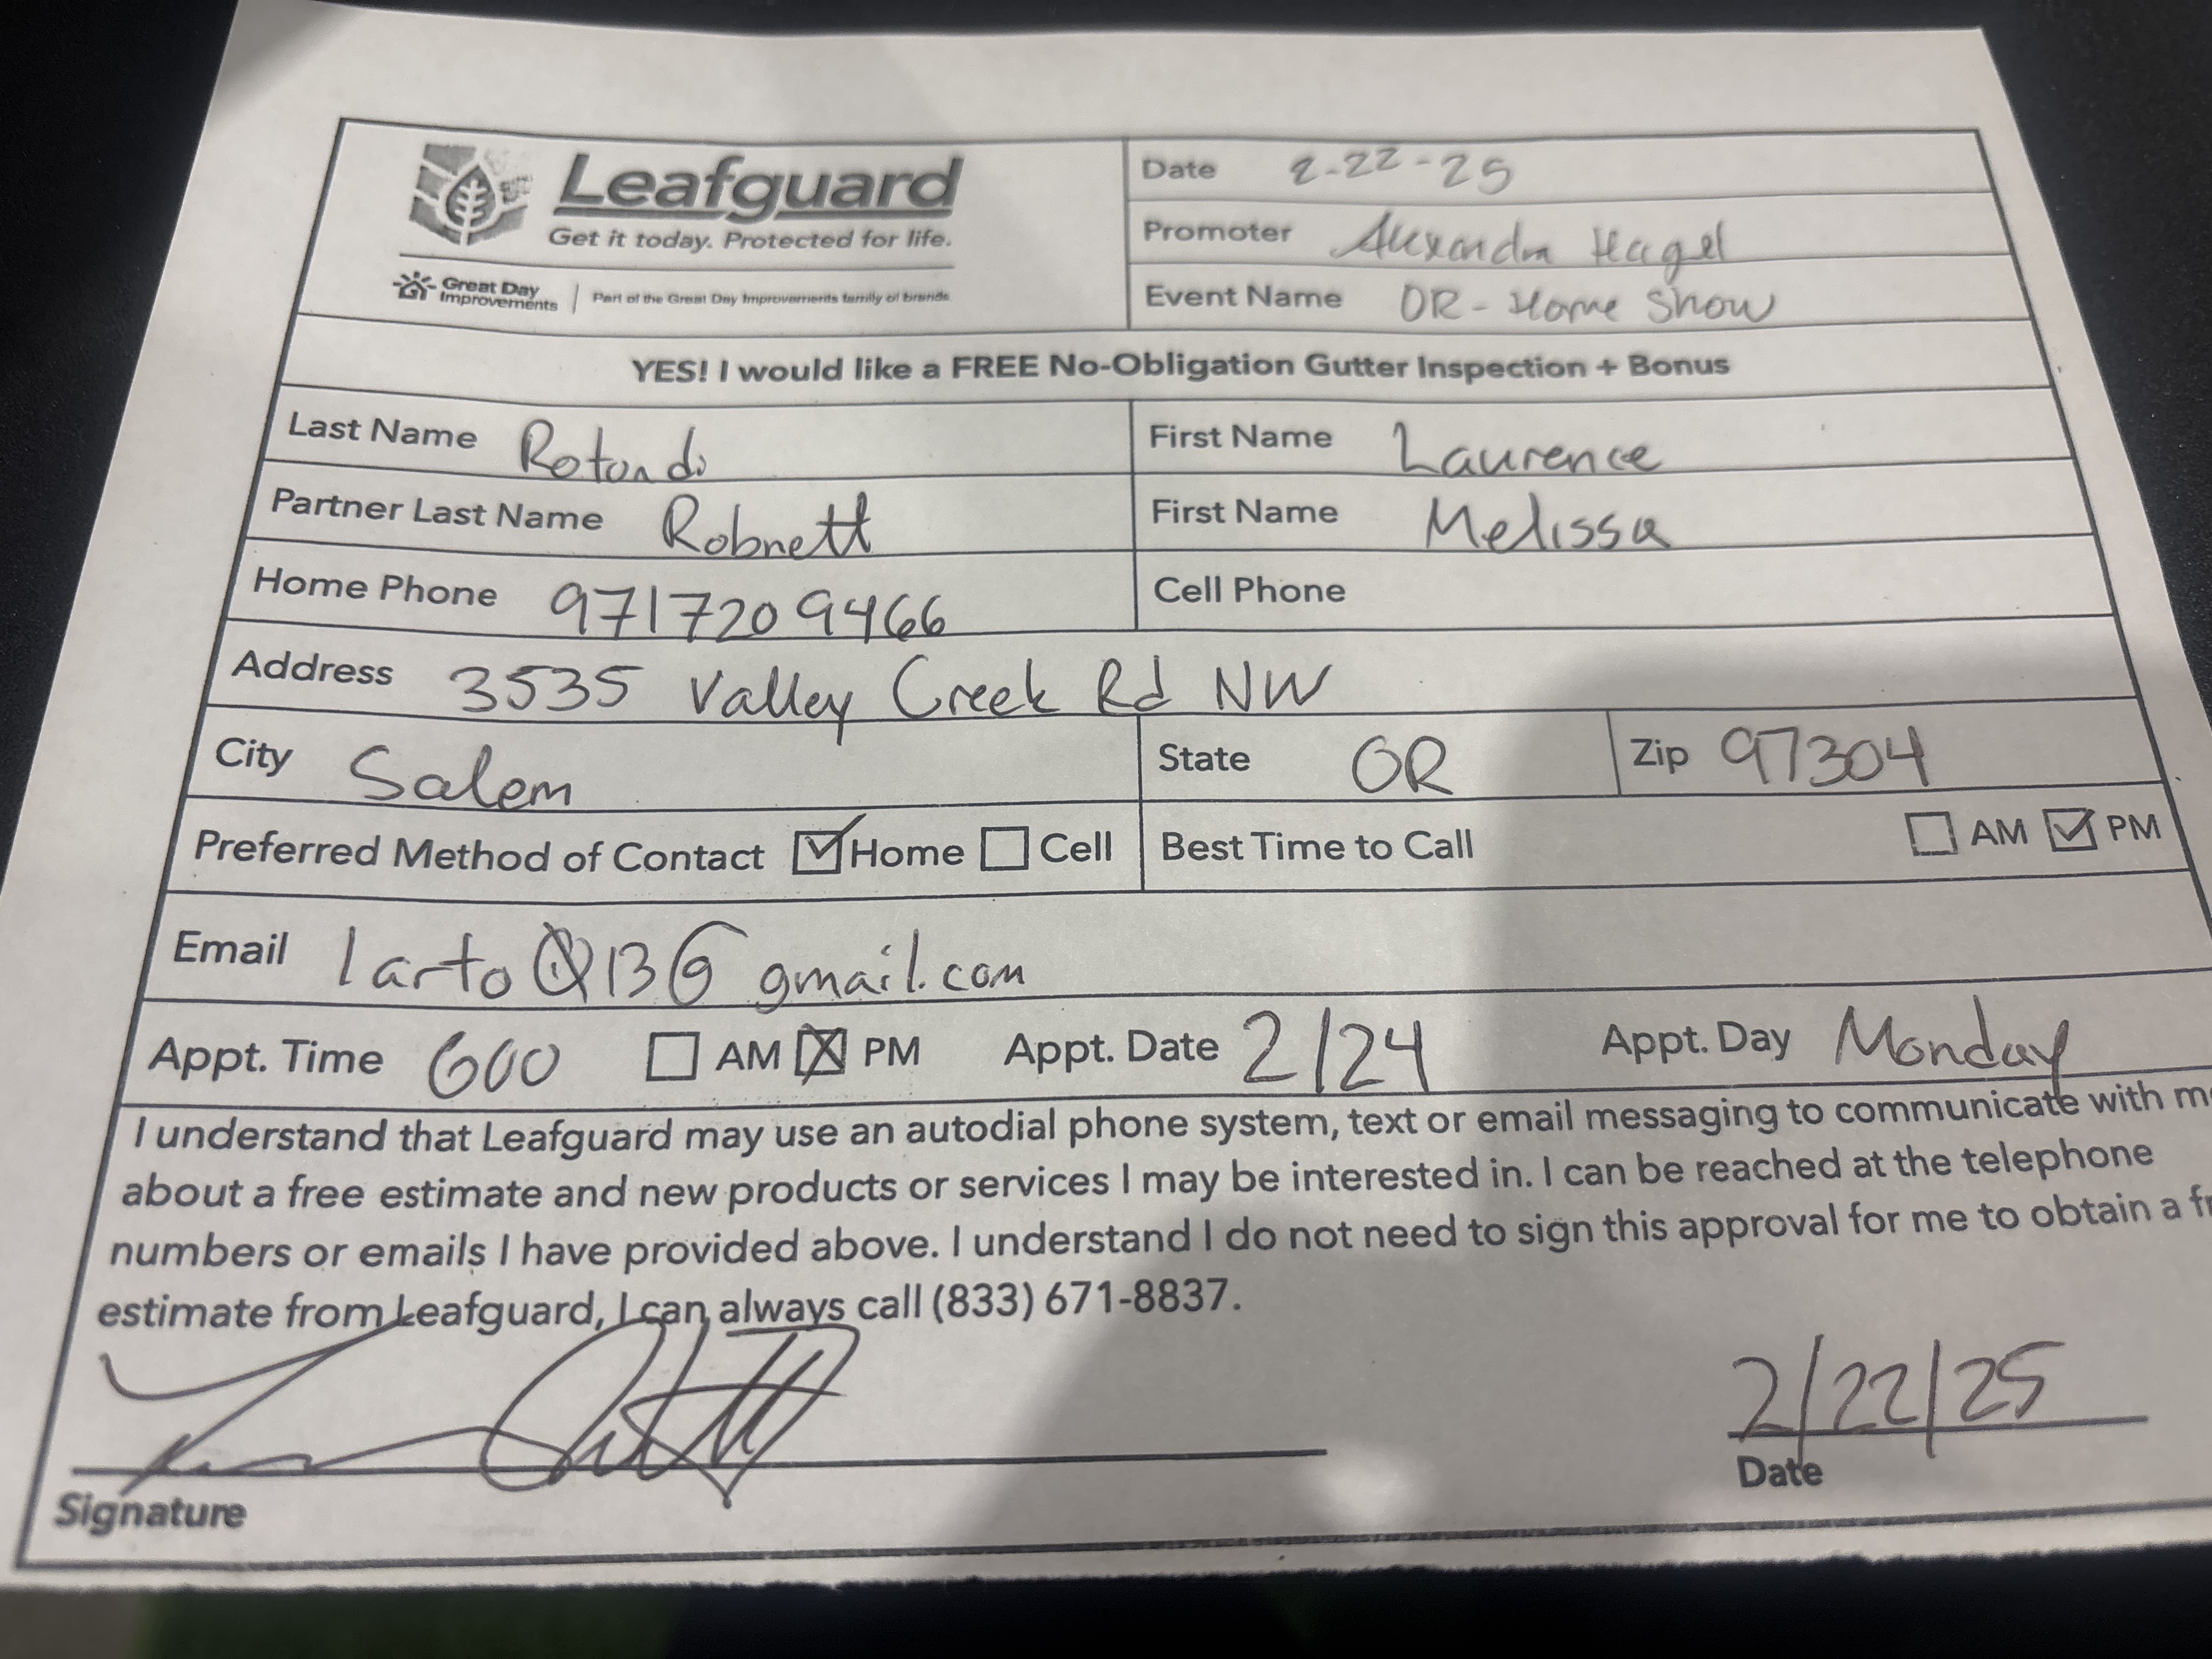 Leafguard
Get it today. Protected for life.
Great Day Improvements | Part of the Great Day Improvements family of brands
Date 2-22-25
Promoter Alexandra Hagel
Event Name OR-Home Show
YES! I would like a FREE No-Obligation Gutter Inspection + Bonus
Last Name Rotondi First Name Laurence
Partner Last Name Robnett First Name Melissa
Home Phone 9717209466 Cell Phone
Address 3535 Valley Creek Rd NW
City Salem State OR Zip 97304
Preferred Method of Contact Home Cell Best Time to Call AM PM
Email gmail.com
Appt. Time 600 AM PM Appt. Date 2/24 Appt. Day Monday
I understand that Leafguard may use an autodial phone system, text or email messaging to communicate with me
about a free estimate and new products or services I may be interested in. I can be reached at the telephone
numbers or emails I have provided above. I understand I do not need to sign this approval for me to obtain a
estimate from Leafguard, I can always call (833) 671-8837.
2/22/25
Signature Date